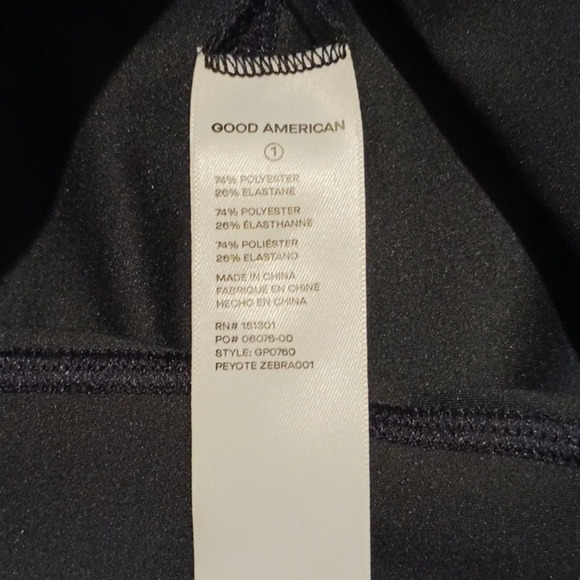 GOOD AMERICAN
1
74% POLYESTER
26% ELASTANE
74% POLYESTER
26% ÉLASTHANNE
74% POLIÉSTER
26% ELASTANO
MADE IN CHINA
FABRIQUE EN CHINE
HECHO EN CHINA
RN# 151301
PO# 06076-00
STYLE: GP0760
PEYOTE ZEBRA001